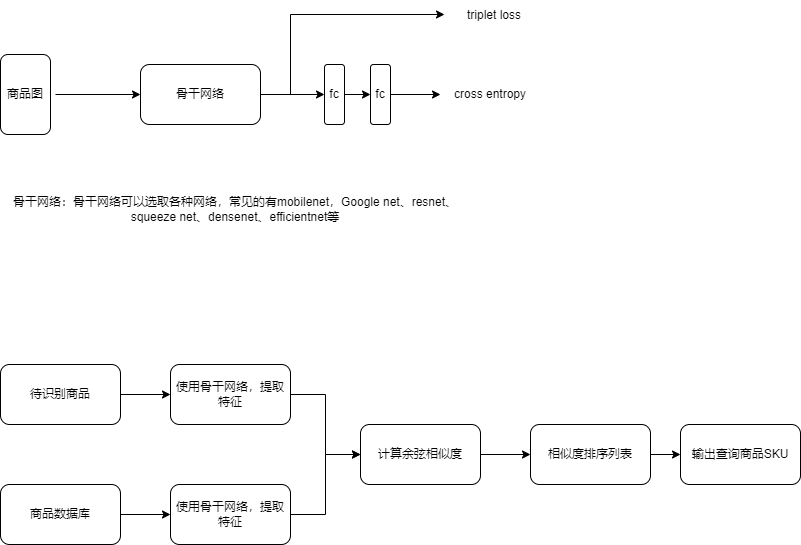 triplet loss
商品图
骨干网络
fc
fc
cross entropy
骨干网络：骨干网络可以选取各种网络，常见的有mobilenet，Google net、resnet、
squeeze net、densenet、efficientnet等
待识别商品
使用骨干网络，提取
特征
计算余弦相似度
相似度排序列表
输出查询商品SKU
商品数据库
使用骨干网络，提取
特征